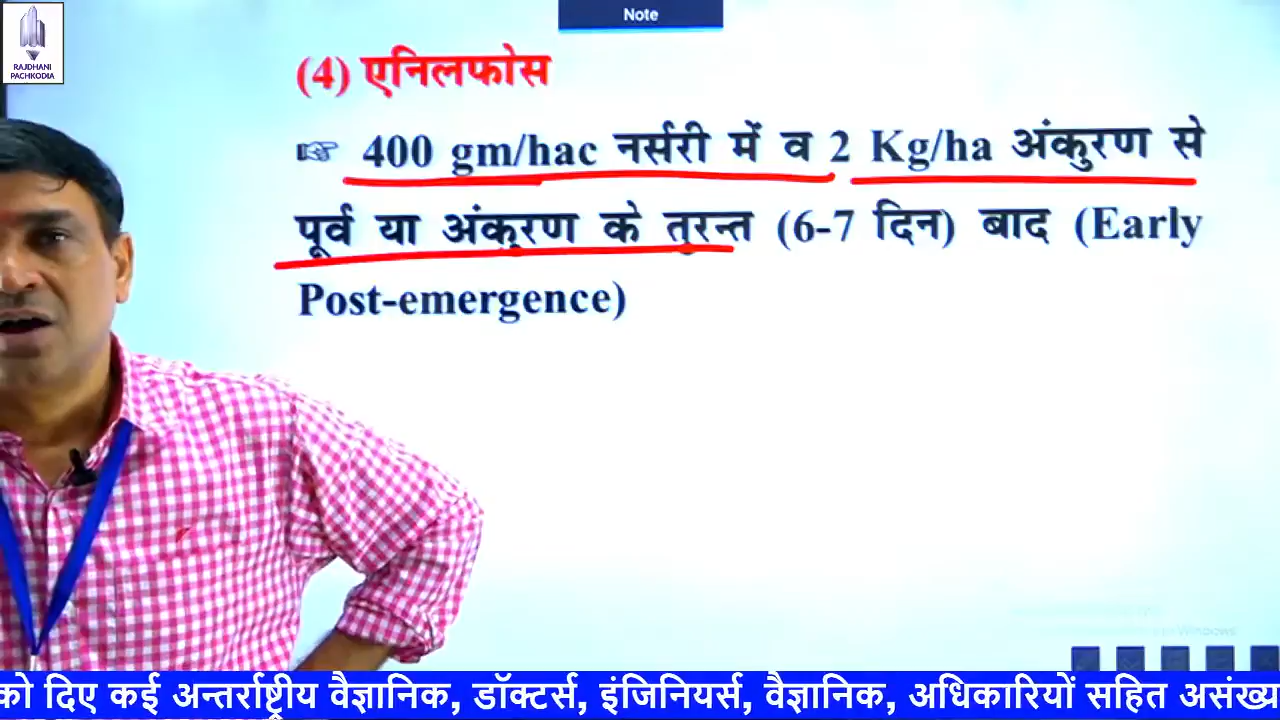 Note
RAJDHANI
PACHKODIA
(4) एनिलफोस
☞ 400 gm/hac नर्सरी में व 2 Kg/ha अंकुरण से
पूर्व या अंकुरण के तुरन्त (6-7 दिन) बाद (Early
Post-emergence)
को दिए कई अन्तर्राष्ट्रीय वैज्ञानिक, डॉक्टर्स, इंजिनियर्स, वैज्ञानिक, अधिकारियों सहित असंख्य